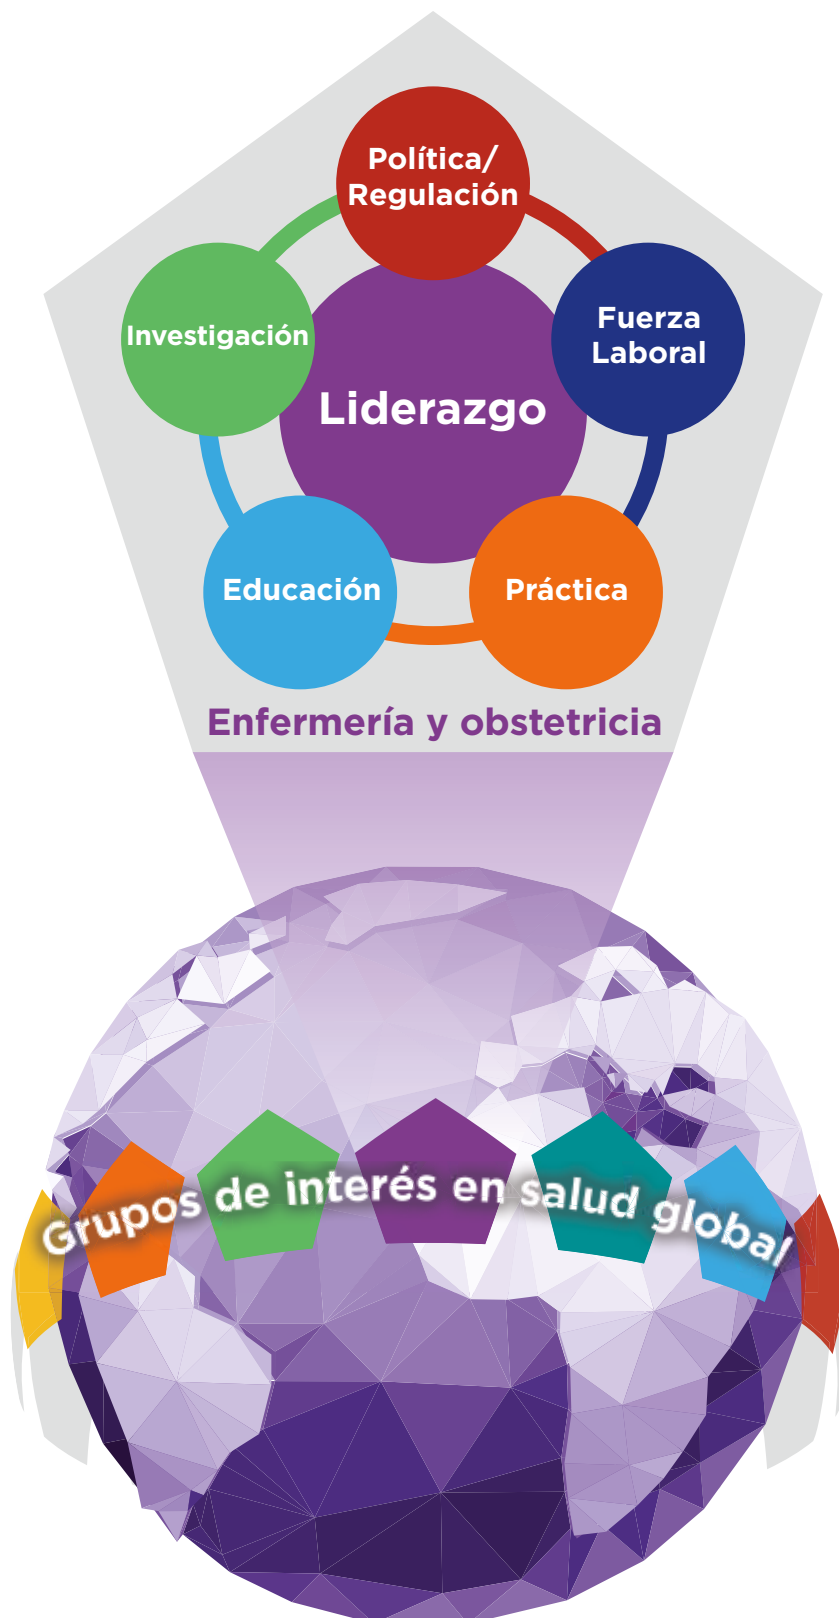 Política/
Regulación
Investigación
Fuerza
Laboral
Liderazgo
Educación
Práctica
Enfermería y obstetricia
Grupos de interés en salud global